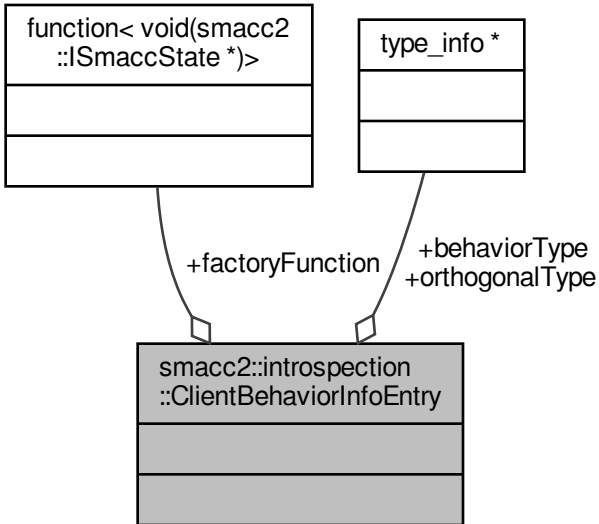 function< void(smacc2
::ISmaccState *)>
type_info *
+factoryFunction
+behaviorType
+orthogonalType
smacc2::introspection
::ClientBehaviorInfoEntry